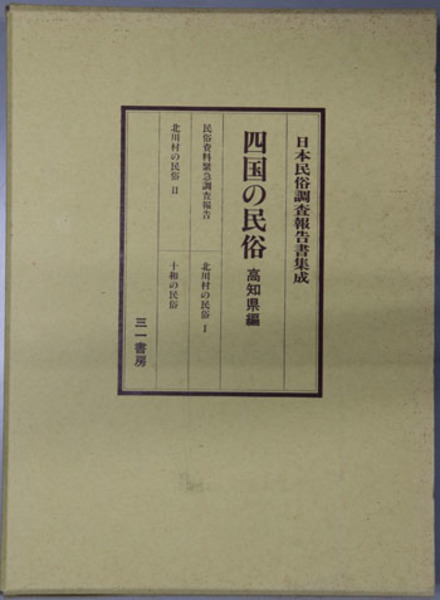 日本民俗調査報告書集成
四国の民俗 高知県編
民俗資料緊急調査報告
北川村の民俗 Ⅰ
北川村の民俗 Ⅱ
十和の民俗
三一書房